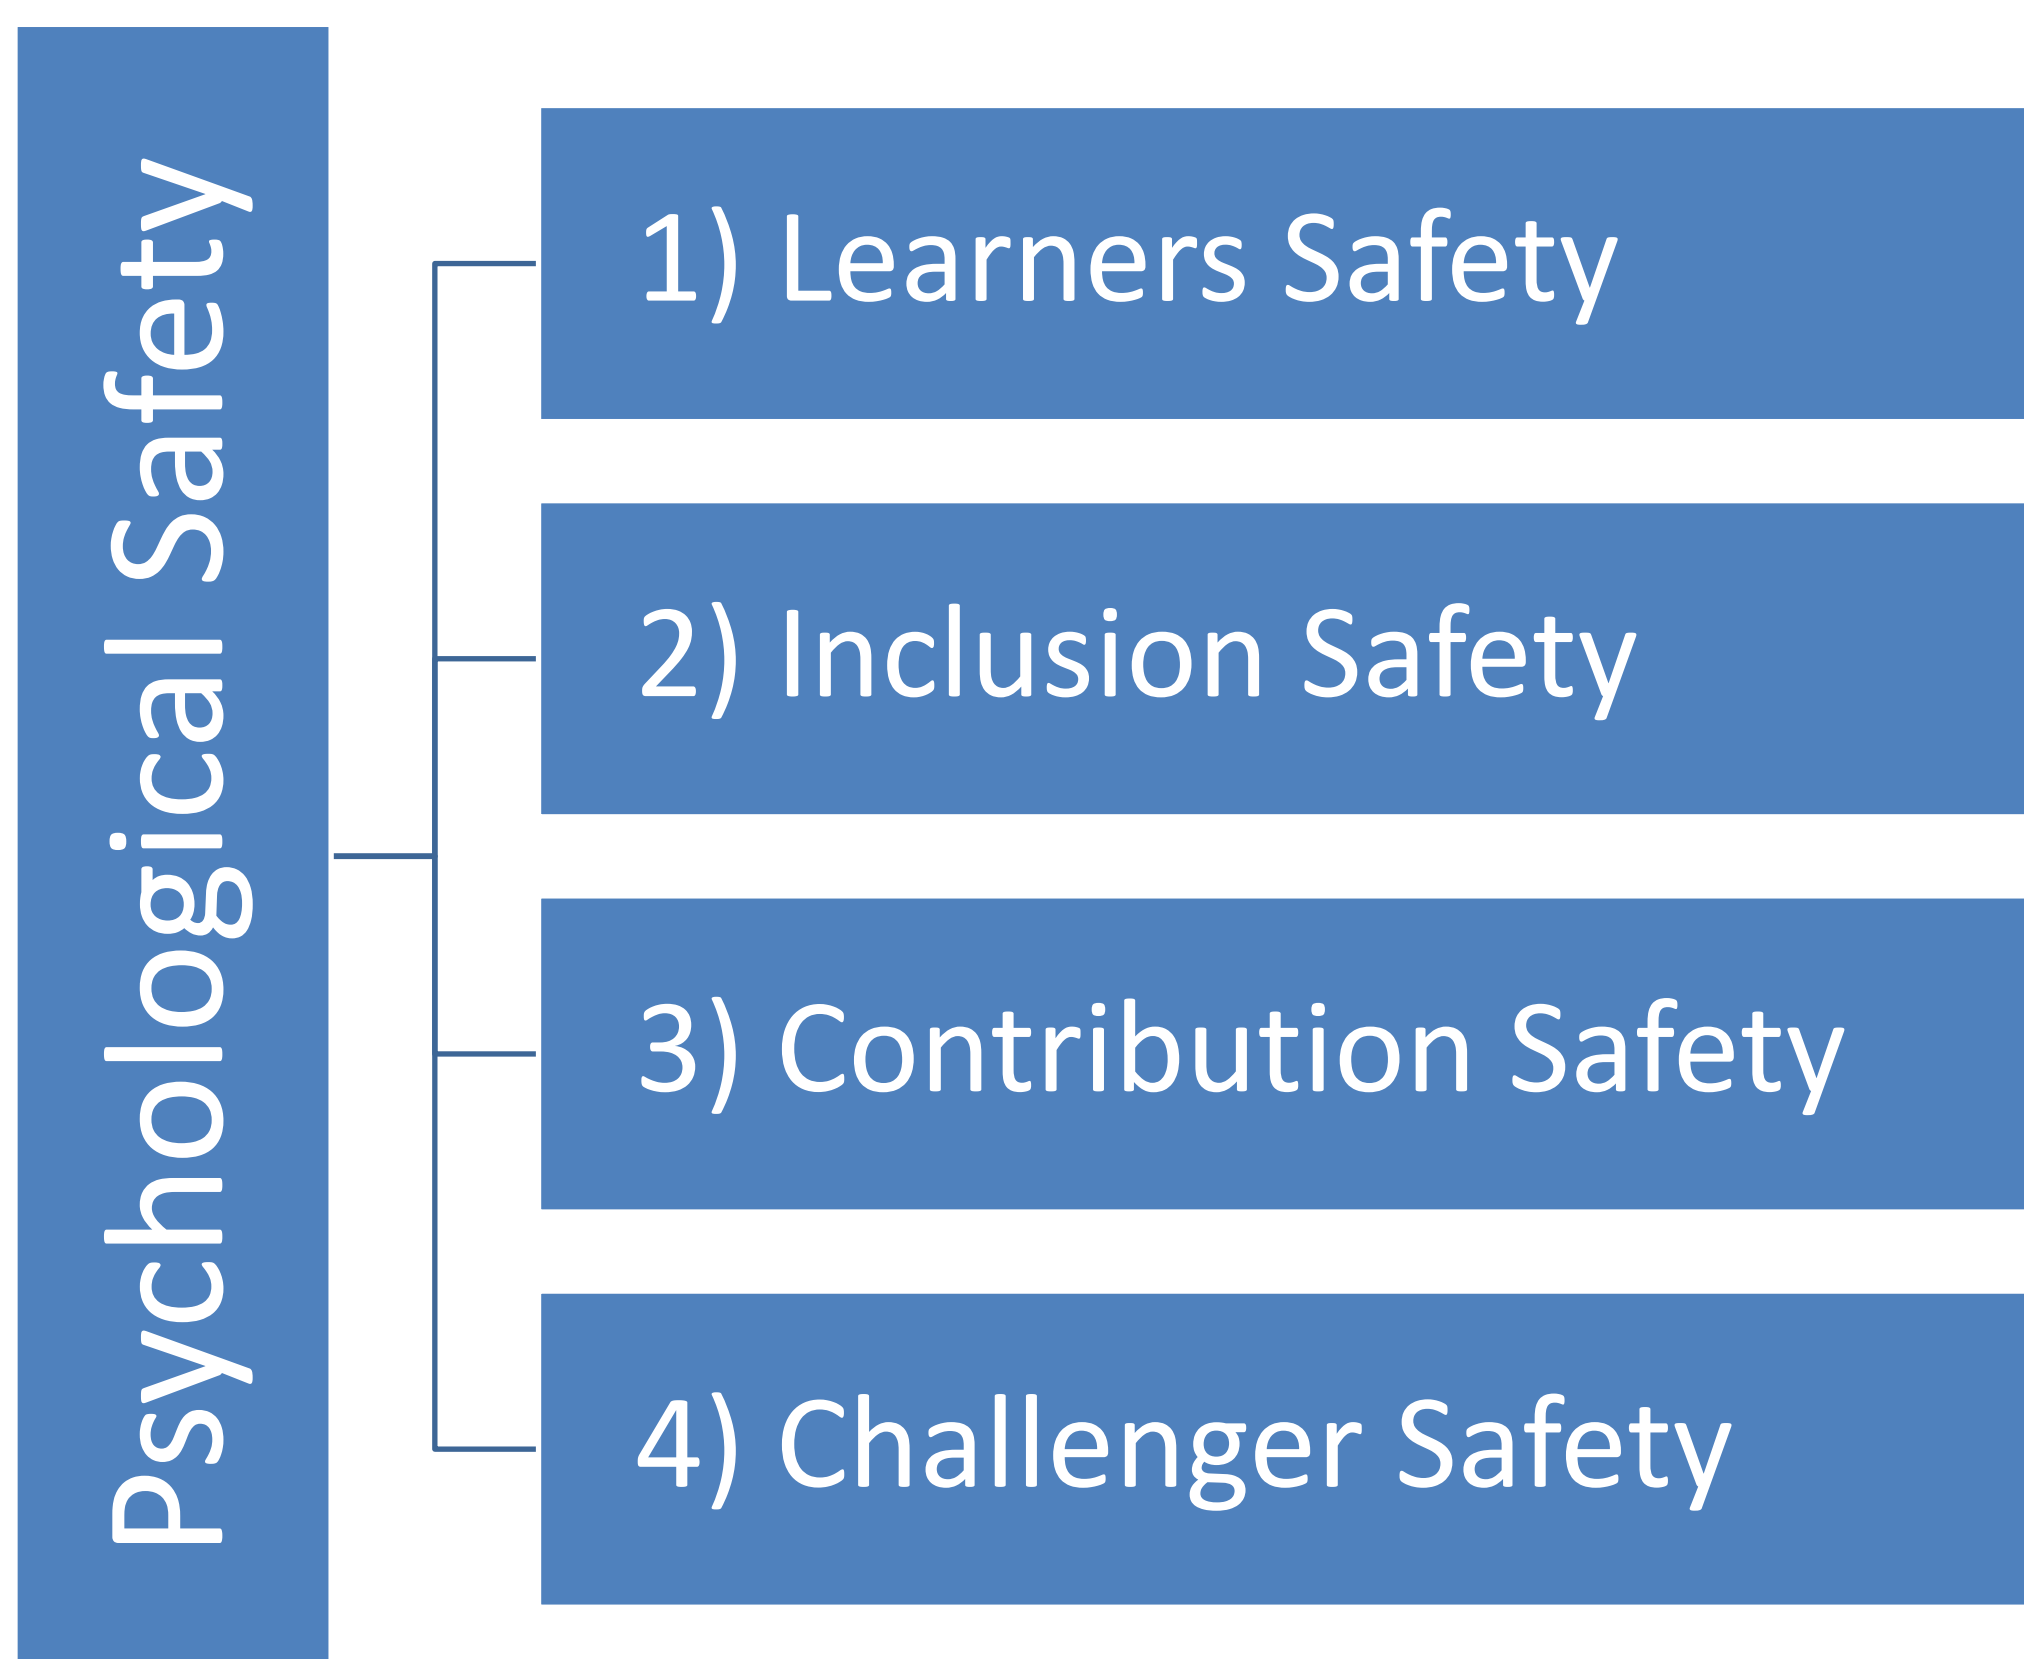 Psychological Safety
1) Learners Safety
2) Inclusion Safety
3) Contribution Safety
4) Challenger Safety